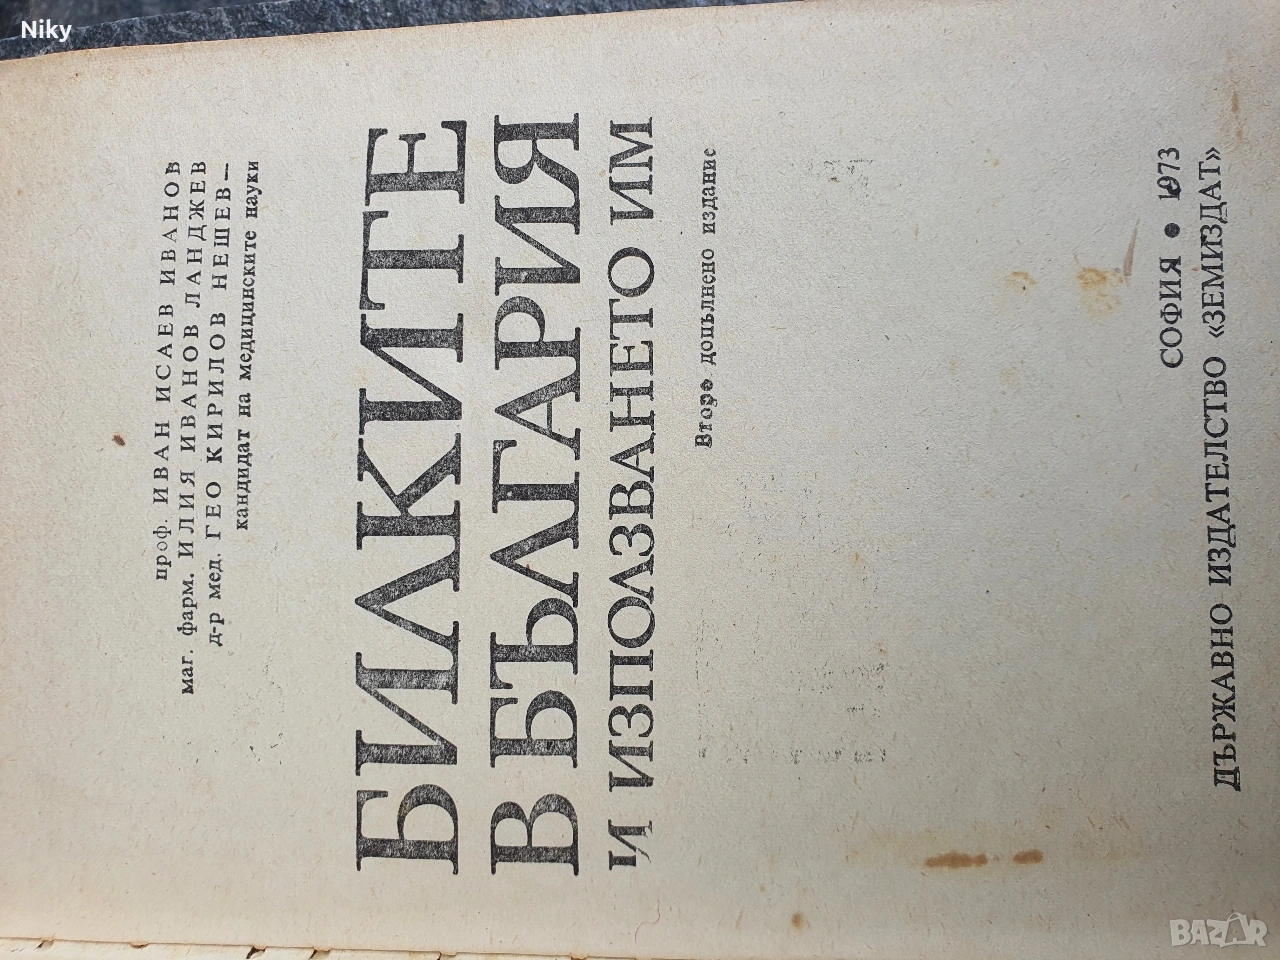 Niky
проф. ИВАН ИСАЕВ ИВАНОВ
маг. фарм. ИЛИЯ ИВАНОВ ЛАНДЖЕВ
д-р мед. ГЕО КИРИЛОВ НЕШЕВ —
кандидат на медицинските науки
БИЛКИТЕ
В БЪЛГАРИЯ
И ИЗПОЛЗВАНЕТО ИМ
Второ допълнено издание
СОФИЯ • 1973
ДЪРЖАВНО ИЗДАТЕЛСТВО «ЗЕМИЗДАТ»
BAZAR